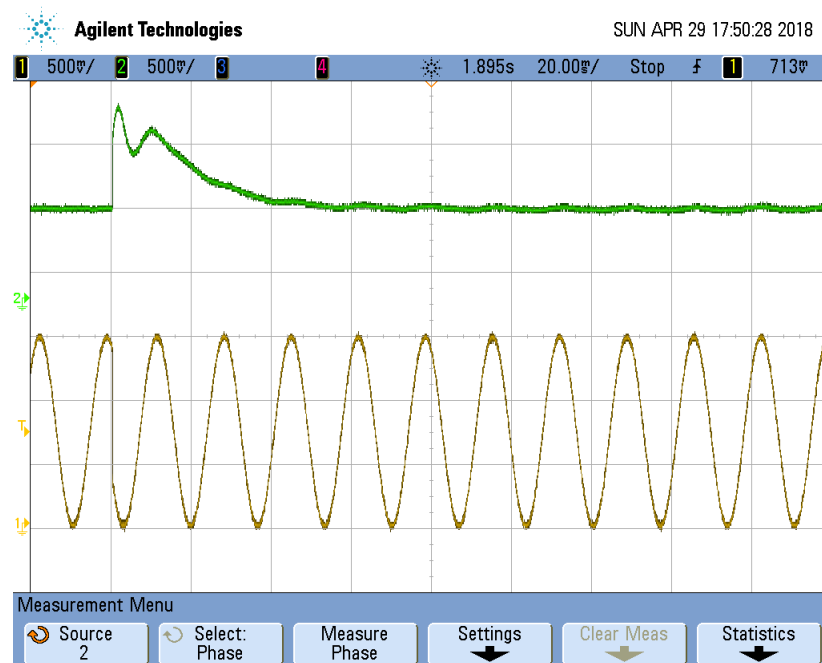 Agilent Technologies SUN APR 29 17:50:28 2018
1 500mV/ 2 500mV/ 3 4 1.895s 20.00ms/ Stop 1 713mV
2
T
1
Measurement Menu
Source Select: Measure Settings Clear Meas Statistics
2 Phase Phase